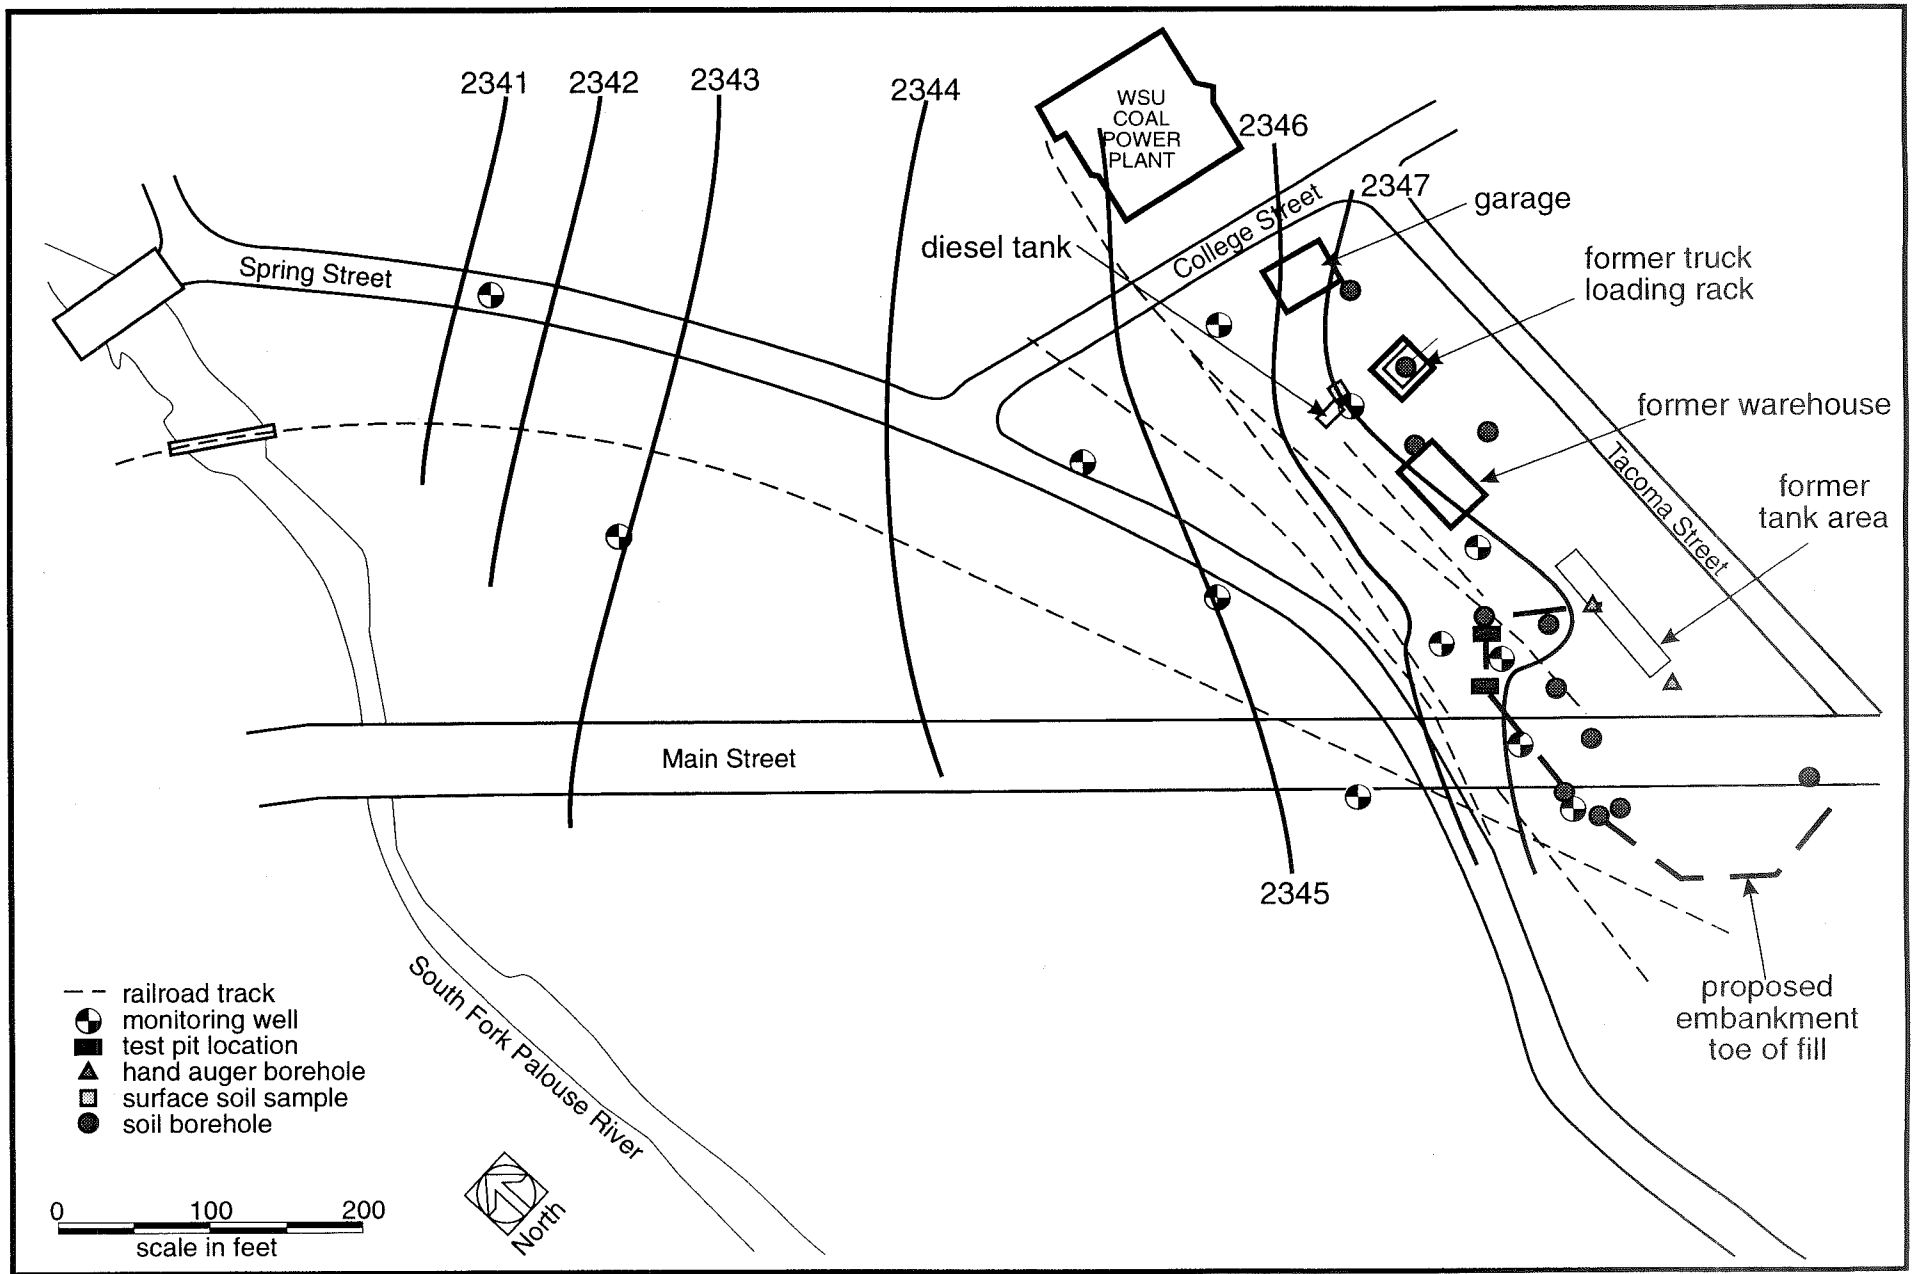 2341
2342
2343
2344
WSU
COAL
POWER
PLANT
2346
2347
garage
diesel tank
College Street
former truck
loading rack
Spring Street
former warehouse
Tacoma Street
former
tank area
Main Street
2345
railroad track
monitoring well
test pit location
hand auger borehole
surface soil sample
soil borehole
South Fork Palouse River
proposed
embankment
toe of fill
North
0 100 200
scale in feet